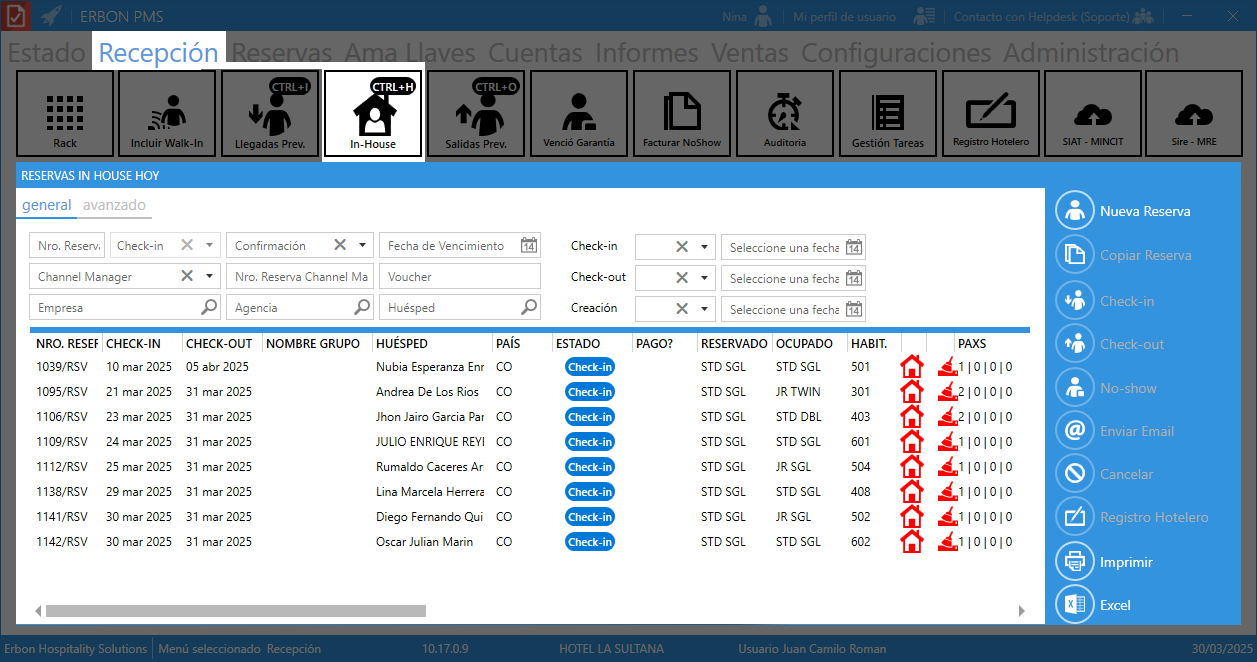 ERBON PMS
Nina
Mi perfil de usuario
Contacto con Helpdesk (Soporte)
Estado Recepción Reservas Ama Llaves Cuentas Informes Ventas Configuraciones Administración
CTRL+I CTRL+H CTRL+O
Rack
Incluir Walk-In
Llegadas Prev.
In-House
Salidas Prev.
Venció Garantía
Facturar NoShow
Auditoria
Gestión Tareas
Registro Hotelero
SIAT - MINCIT
Sire - MRE
RESERVAS IN HOUSE HOY
general avanzado
Nro. Reserv Check-in Confirmación Fecha de Vencimiento 14 Check-in Seleccione una fecha 14
Channel Manager Nro. Reserva Channel Ma Voucher Check-out Seleccione una fecha 14
Empresa Agencia Huésped Creación Seleccione una fecha 14
NRO. RESER CHECK-IN CHECK-OUT NOMBRE GRUPO HUÉSPED PAÍS ESTADO PAGO? RESERVADO OCUPADO HABIT. PAXS
1039/RSV 10 mar 2025 05 abr 2025 Nubia Esperanza Enr CO Check-in STD SGL STD SGL 501 1|0|0|0
1095/RSV 21 mar 2025 31 mar 2025 Andrea De Los Rios CO Check-in STD SGL JR TWIN 301 2|0|0|0
1106/RSV 23 mar 2025 31 mar 2025 Jhon Jairo Garcia Par CO Check-in STD SGL STD DBL 403 2|0|0|0
1109/RSV 24 mar 2025 31 mar 2025 JULIO ENRIQUE REYI CO Check-in STD SGL STD SGL 601 1|0|0|0
1112/RSV 25 mar 2025 31 mar 2025 Rumaldo Caceres Ar CO Check-in STD SGL JR SGL 504 1|0|0|0
1138/RSV 29 mar 2025 31 mar 2025 Lina Marcela Herrera CO Check-in STD SGL STD SGL 408 1|0|0|0
1141/RSV 30 mar 2025 31 mar 2025 Diego Fernando Qui CO Check-in STD SGL JR SGL 502 1|0|0|0
1142/RSV 30 mar 2025 31 mar 2025 Oscar Julian Marin CO Check-in STD SGL STD SGL 602 1|0|0|0
Nueva Reserva
Copiar Reserva
Check-in
Check-out
No-show
@ Enviar Email
Cancelar
Registro Hotelero
Imprimir
Excel
Erbon Hospitality Solutions Menú seleccionado Recepción 10.17.0.9 HOTEL LA SULTANA Usuario Juan Camilo Roman 30/03/2025